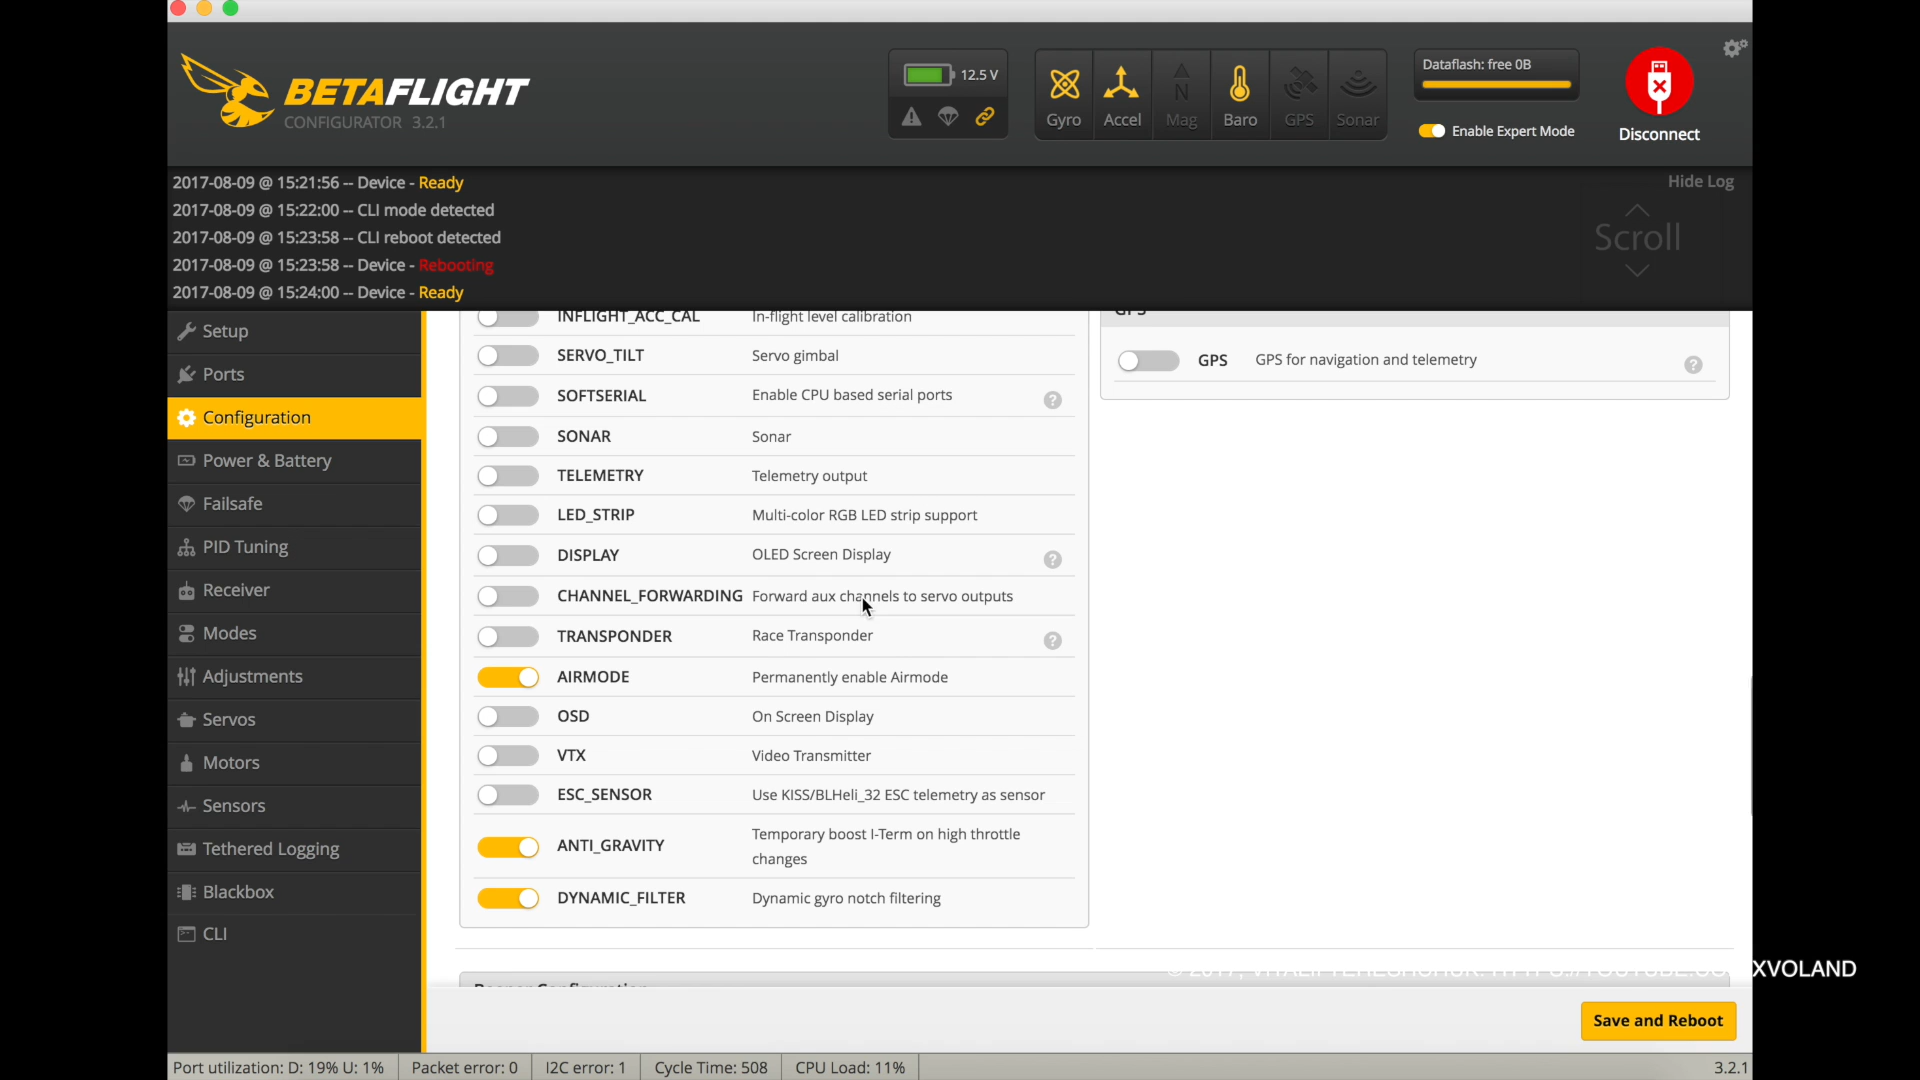 BETAFLIGHT
CONFIGURATOR 3.2.1
12.5 V
Gyro
Accel
Mag
Baro
GPS
Sonar
Dataflash: free 0B
Enable Expert Mode
Disconnect
2017-08-09 @ 15:21:56 -- Device - Ready
2017-08-09 @ 15:22:00 -- CLI mode detected
2017-08-09 @ 15:23:58 -- CLI reboot detected
2017-08-09 @ 15:23:58 -- Device - Rebooting
2017-08-09 @ 15:24:00 -- Device - Ready
Hide Log
Scroll
Setup
Ports
Configuration
Power & Battery
Failsafe
PID Tuning
Receiver
Modes
Adjustments
Servos
Motors
Sensors
Tethered Logging
Blackbox
CLI
INFLIGHT_ACC_CAL In-flight level calibration
SERVO_TILT Servo gimbal
SOFTSERIAL Enable CPU based serial ports ?
SONAR Sonar
TELEMETRY Telemetry output
LED_STRIP Multi-color RGB LED strip support
DISPLAY OLED Screen Display ?
CHANNEL_FORWARDING Forward aux channels to servo outputs
TRANSPONDER Race Transponder ?
AIRMODE Permanently enable Airmode
OSD On Screen Display
VTX Video Transmitter
ESC_SENSOR Use KISS/BLHeli_32 ESC telemetry as sensor
ANTI_GRAVITY Temporary boost I-Term on high throttle
changes
DYNAMIC_FILTER Dynamic gyro notch filtering
GPS
GPS GPS for navigation and telemetry ?
XVOLAND
Save and Reboot
Port utilization: D: 19% U: 1%
Packet error: 0
I2C error: 1
Cycle Time: 508
CPU Load: 11%
3.2.1